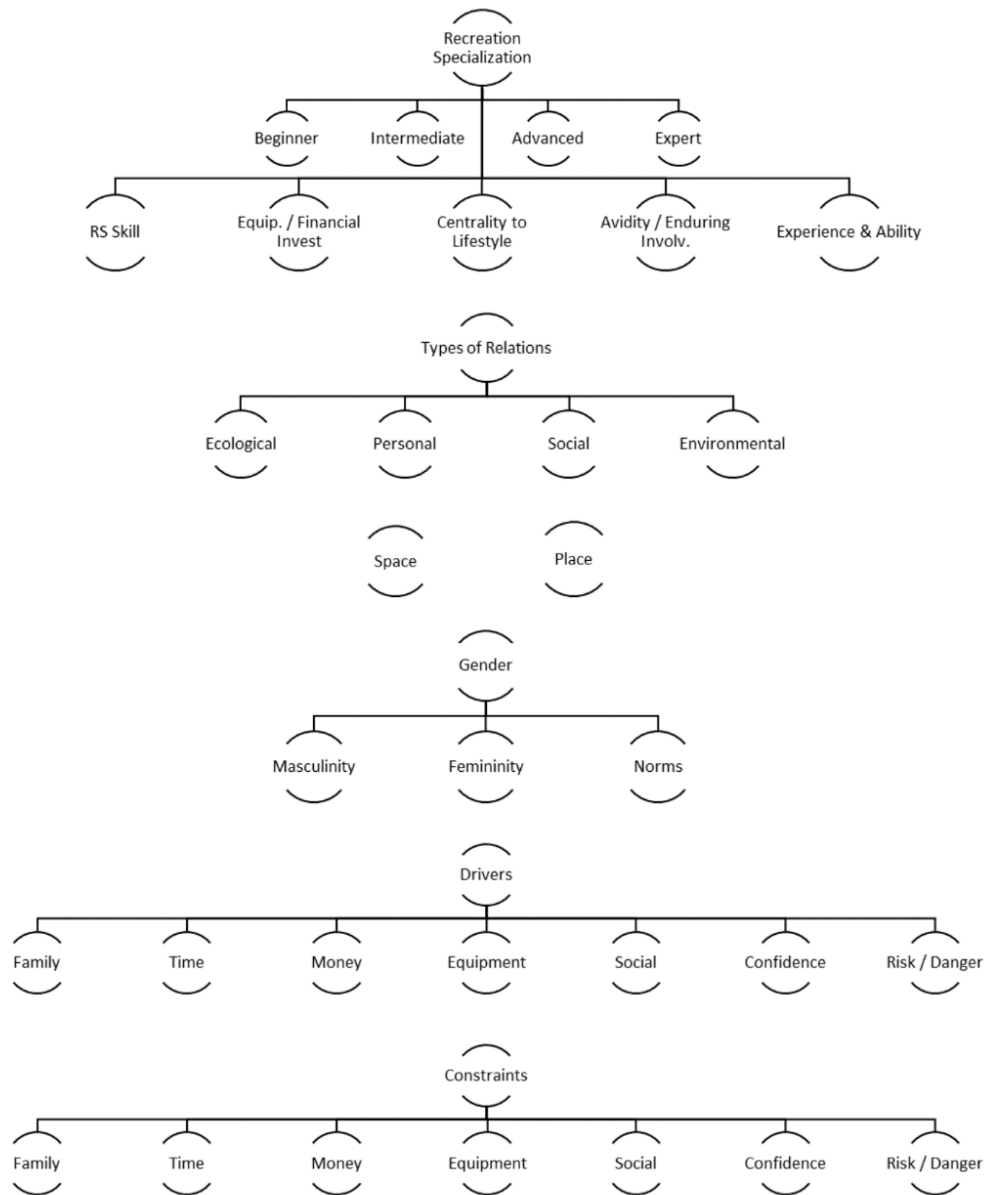 Recreation
Specialization
Beginner
Intermediate
Advanced
Expert
RS Skill
Equip. / Financial
Invest
Centrality to
Lifestyle
Avidity / Enduring
Involv.
Experience & Ability
Types of Relations
Ecological
Personal
Social
Environmental
Space
Place
Gender
Masculinity
Femininity
Norms
Drivers
Family
Time
Money
Equipment
Social
Confidence
Risk / Danger
Constraints
Family
Time
Money
Equipment
Social
Confidence
Risk / Danger